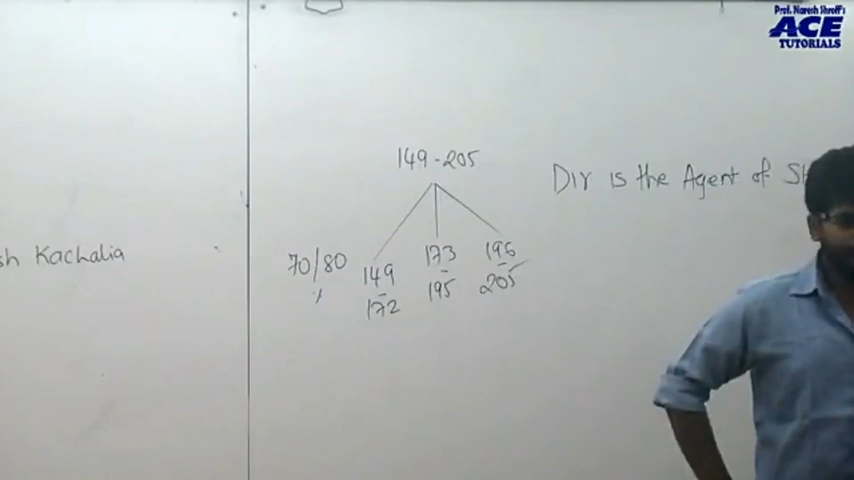 Prof. Naresh Shroff's
ACE
TUTORIALS
149-205
Dir is the Agent of
sh Kachalia
70/80
%
149
-
172
173
-
195
196
-
205